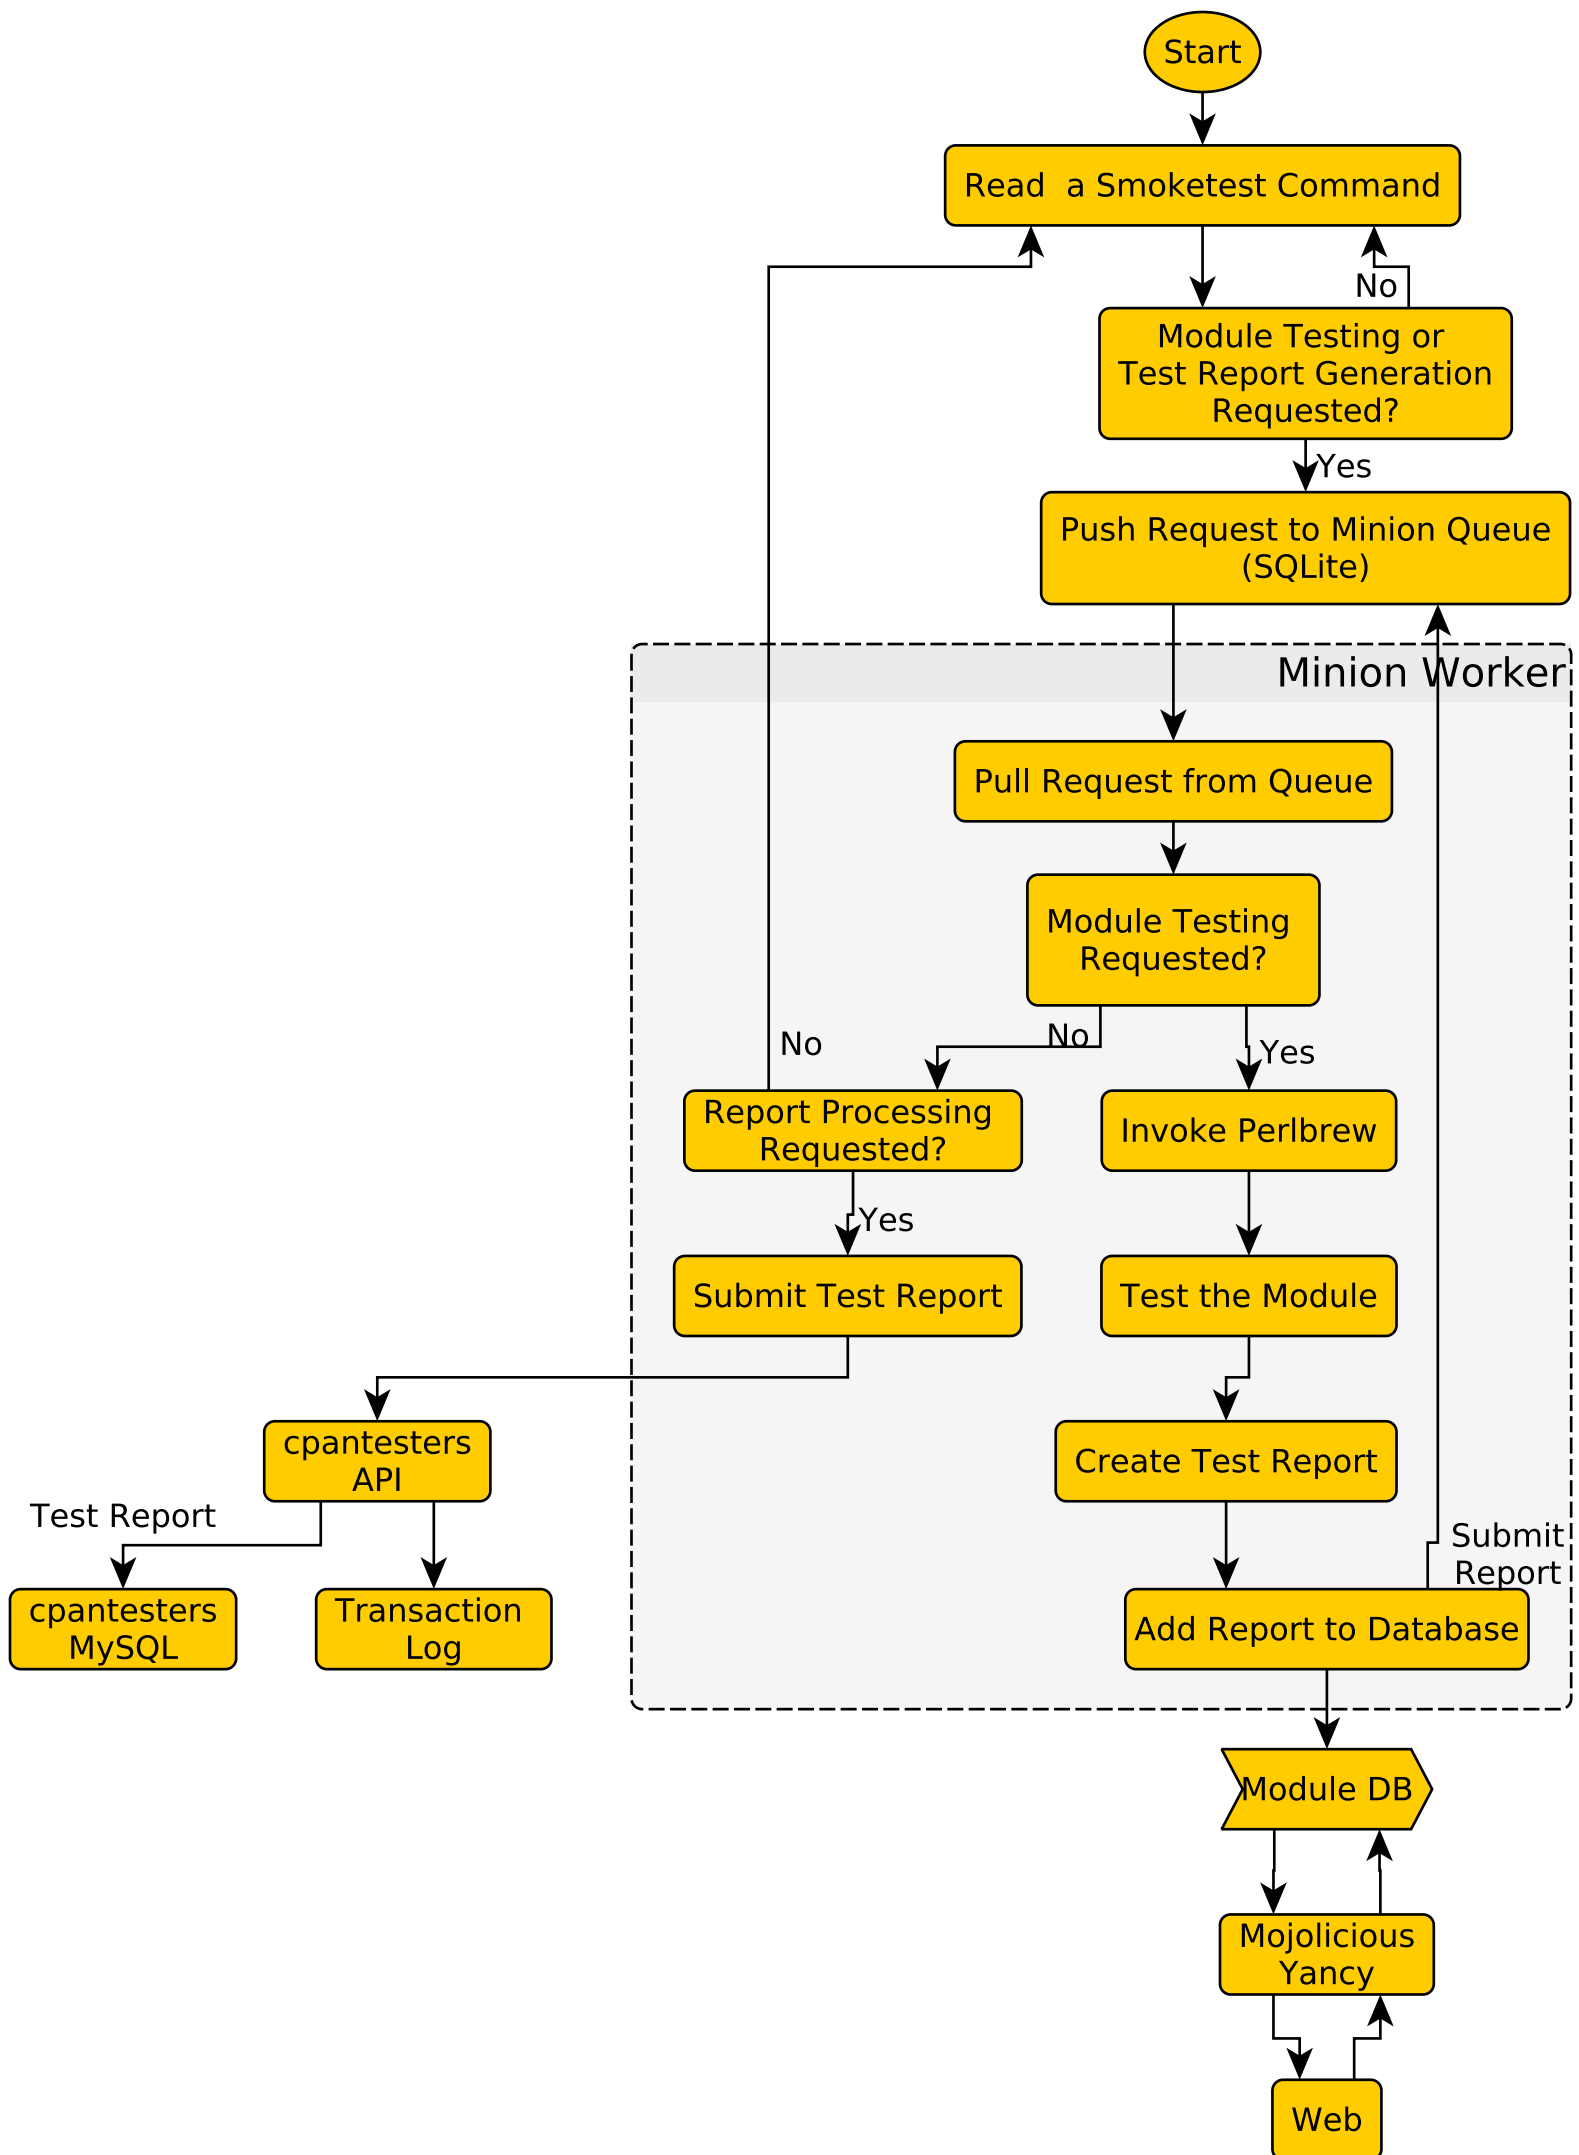 Start
Read  a Smoketest Command
No
Module Testing or
Test Report Generation
Requested?
Yes
Push Request to Minion Queue
(SQLite)
Minion Worker
Pull Request from Queue
Module Testing
Requested?
No
No
Yes
Report Processing
Requested?
Invoke Perlbrew
Yes
Submit Test Report
Test the Module
cpantesters
API
Create Test Report
Test Report
Submit
Report
cpantesters
MySQL
Transaction
Log
Add Report to Database
Module DB
Mojolicious
Yancy
Web